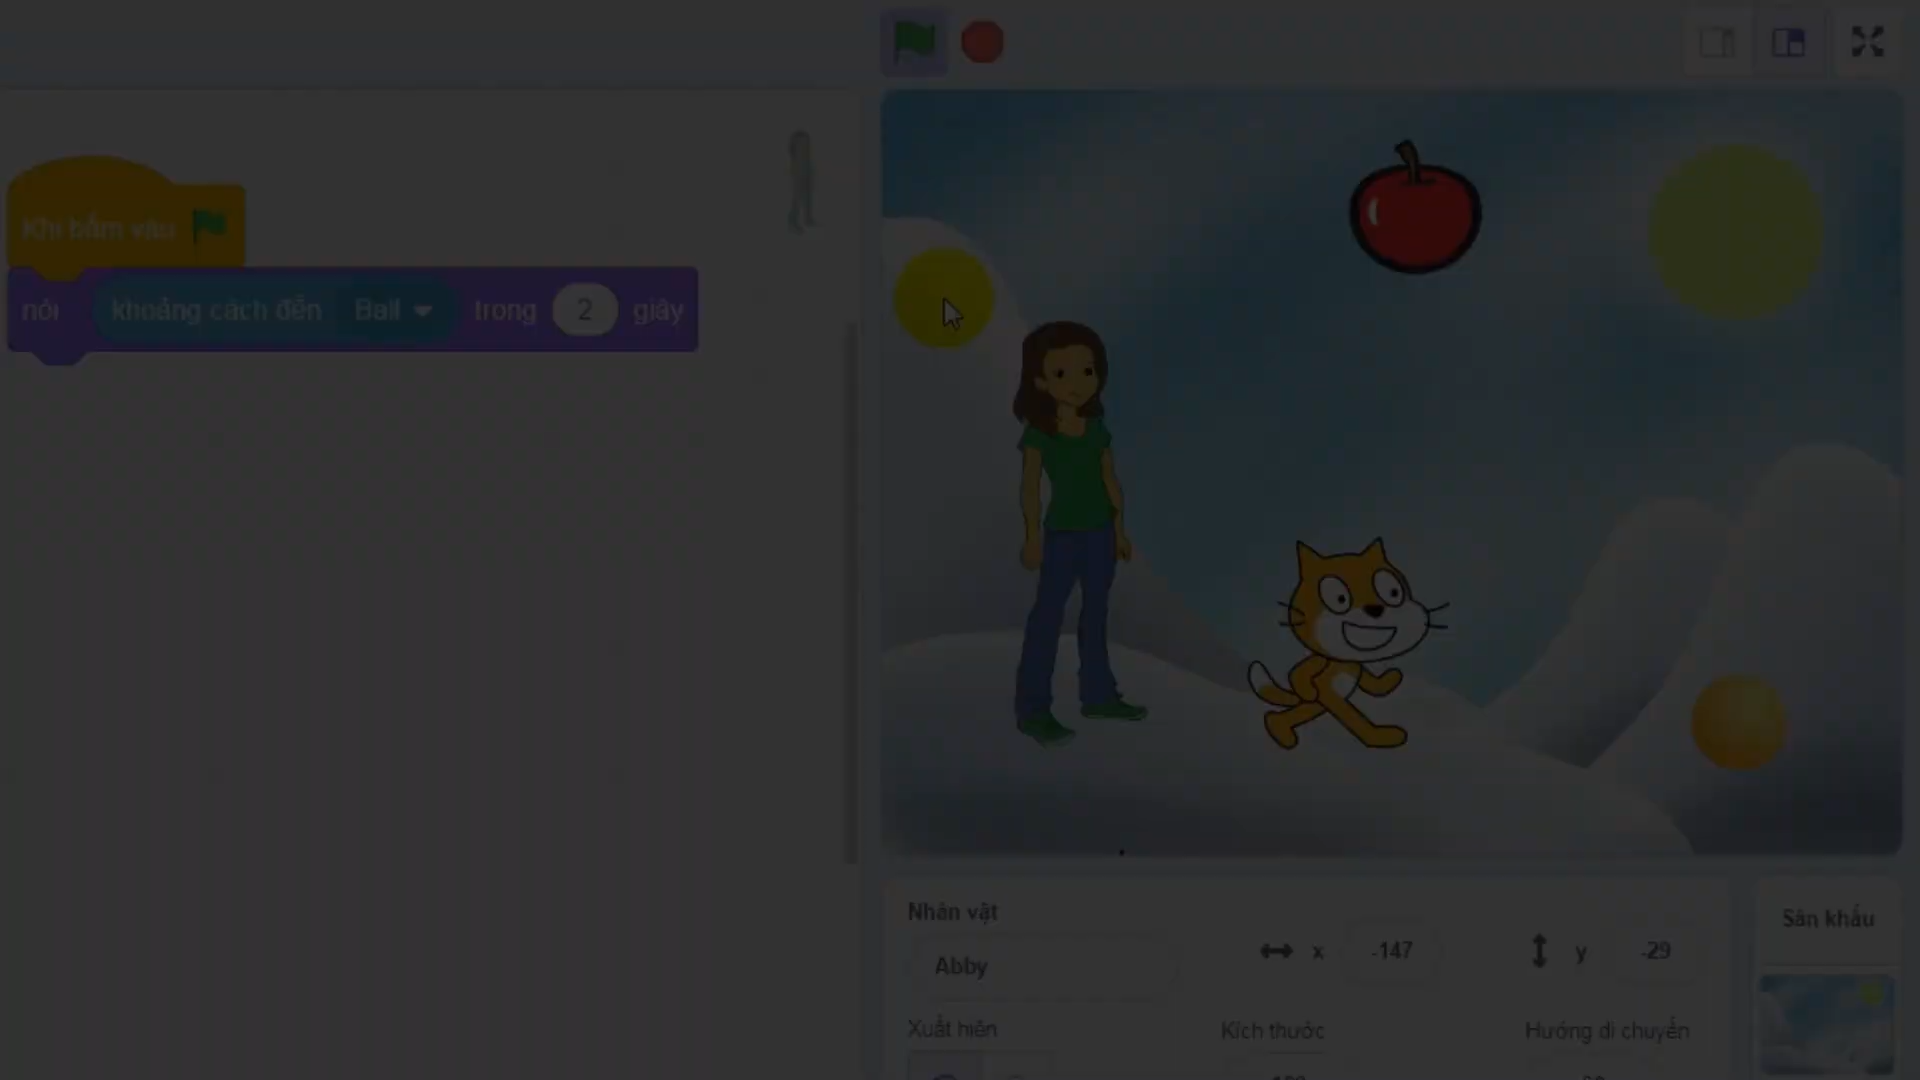 Khi bấm vào
nói khoảng cách đến Ball trong 2 giây
Nhân vật
Abby
x -147
y -29
Sân khấu
Xuất hiện
Kích thước
Hướng di chuyển